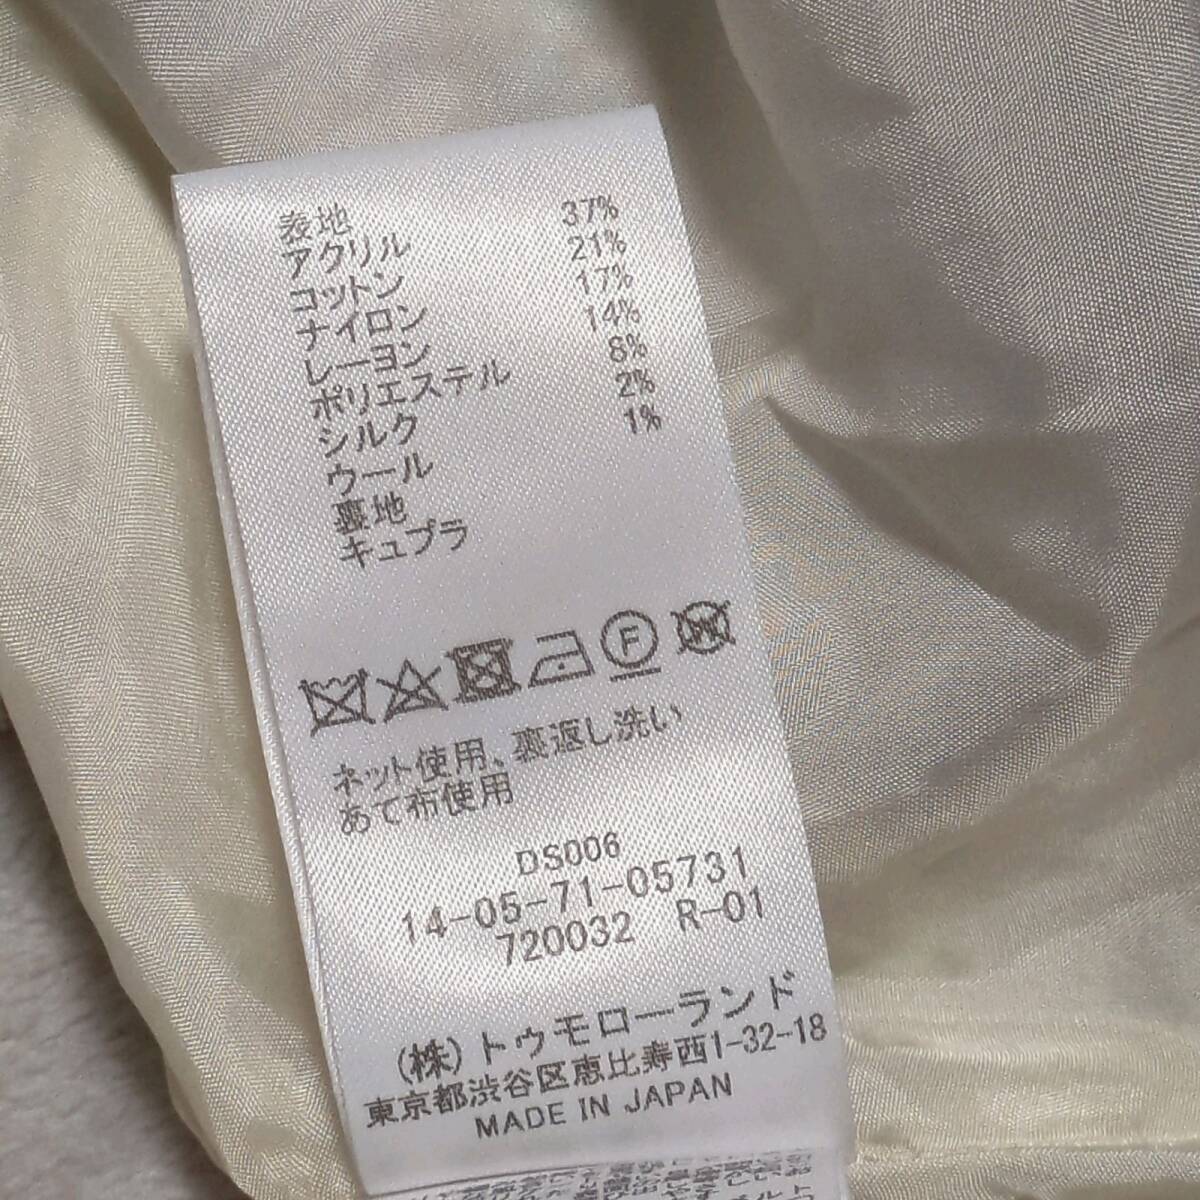 表地
アクリル 37%
コットン 21%
ナイロン 17%
レーヨン 14%
ポリエステル 8%
シルク 2%
ウール 1%
裏地
キュプラ
F
W
ネット使用、裏返し洗い
あて布使用
DS006
14-05-71-05731
720032 R-01
(株)トゥモローランド
東京都渋谷区恵比寿西1-32-18
MADE IN JAPAN